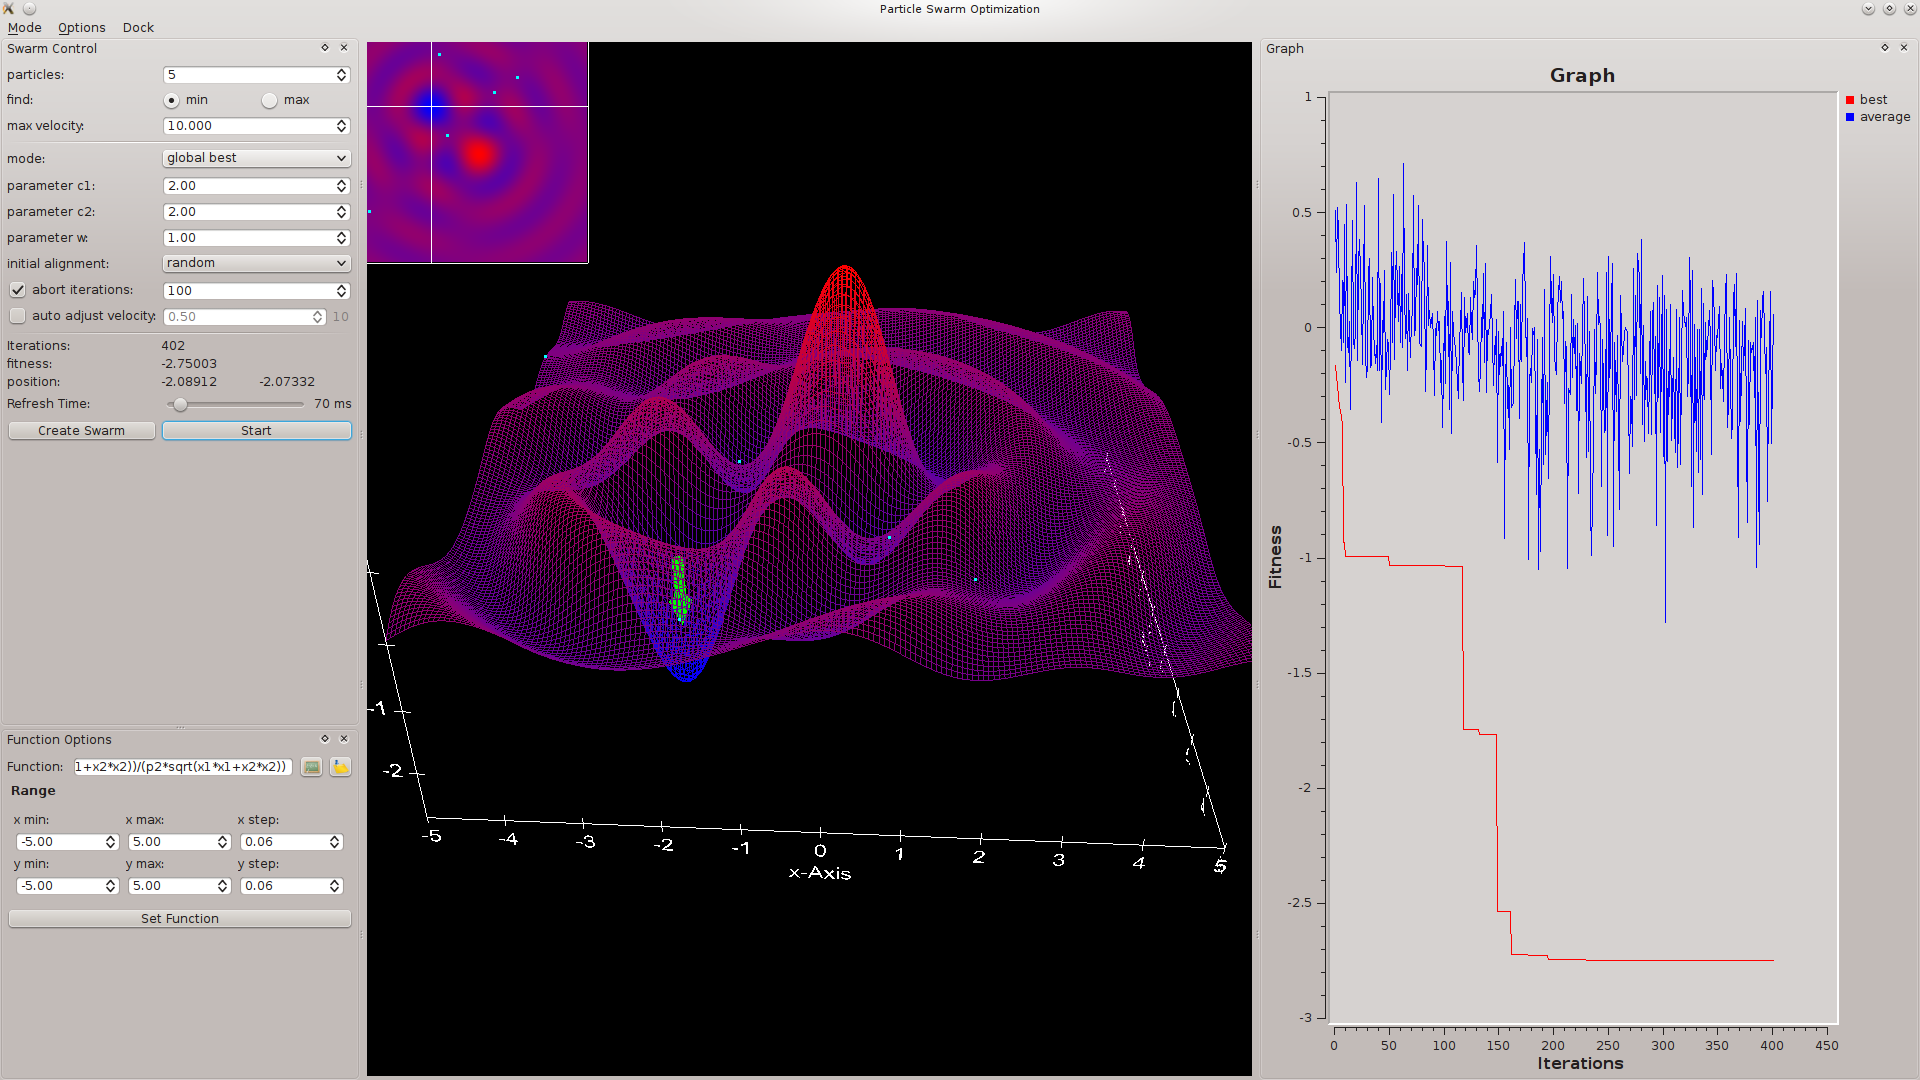 Particle Swarm Optimization
Mode Options Dock
Swarm Control
particles: 5
find: min max
max velocity: 10.000
mode: global best
parameter c1: 2.00
parameter c2: 2.00
parameter w: 1.00
initial alignment: random
abort iterations: 100
auto adjust velocity: 0.50 10
Iterations: 402
fitness: -2.75003
position: -2.08912 -2.07332
Refresh Time: 70 ms
Create Swarm Start
Function Options
Function: 1+x2*x2))/(p2*sqrt(x1*x1+x2*x2))
Range
x min: x max: x step:
-5.00 5.00 0.06
y min: y max: y step:
-5.00 5.00 0.06
Set Function
-1
-2
-5 -4 -3 -2 -1 0 1 2 3 4 5
x-Axis
Graph
Graph
best
average
1
0.5
0
-0.5
-1
-1.5
-2
-2.5
-3
Fitness
0 50 100 150 200 250 300 350 400 450
Iterations